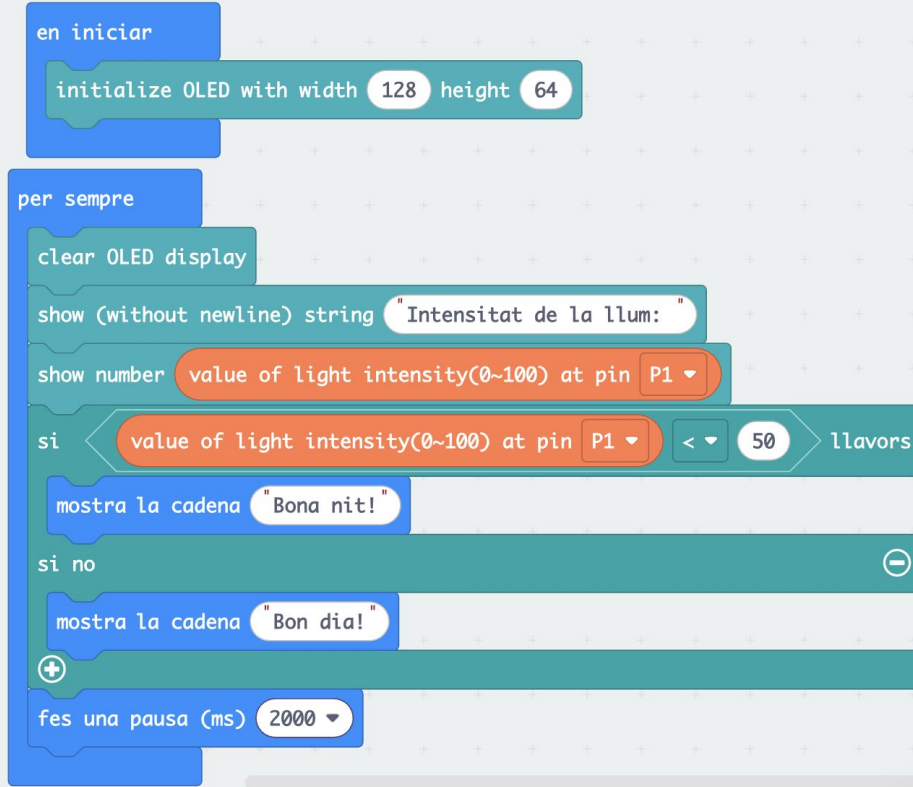 en iniciar
initialize OLED with width 128 height 64
per sempre
clear OLED display
show (without newline) string "Intensitat de la llum: "
show number value of light intensity(0~100) at pin P1
si value of light intensity(0~100) at pin P1 < 50 llavors
mostra la cadena "Bona nit!"
si no
mostra la cadena "Bon dia!"
fes una pausa (ms) 2000